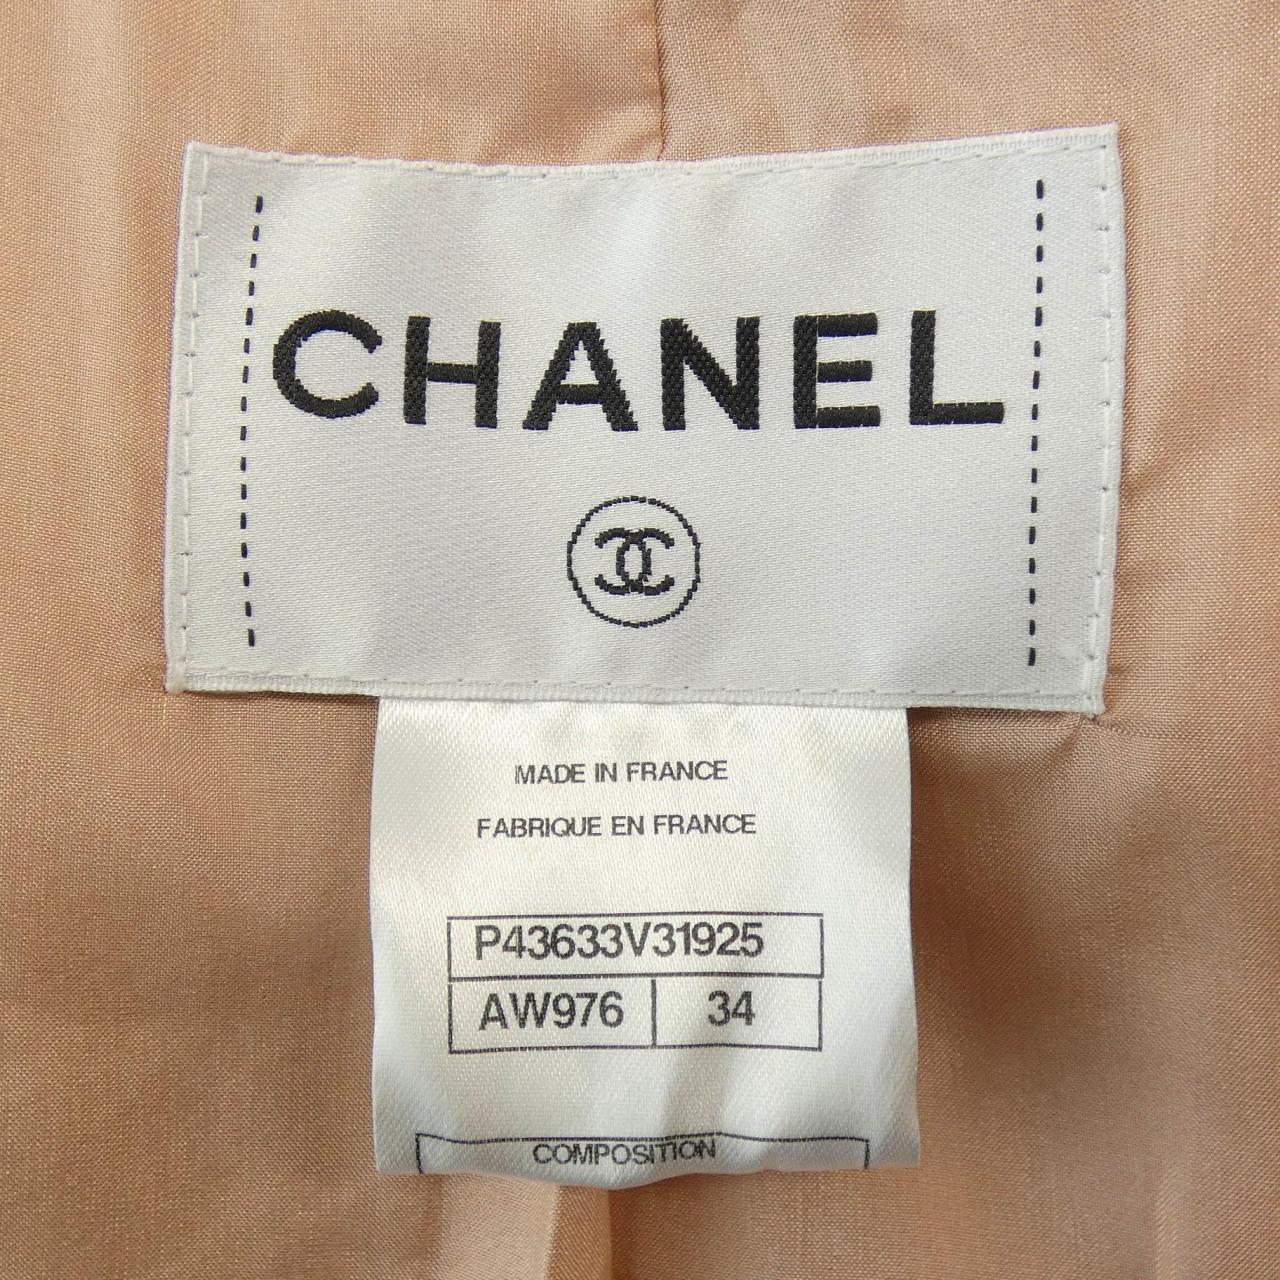 CHANEL
MADE IN FRANCE
FABRIQUE EN FRANCE
P43633V31925
AW976 34
COMPOSITION